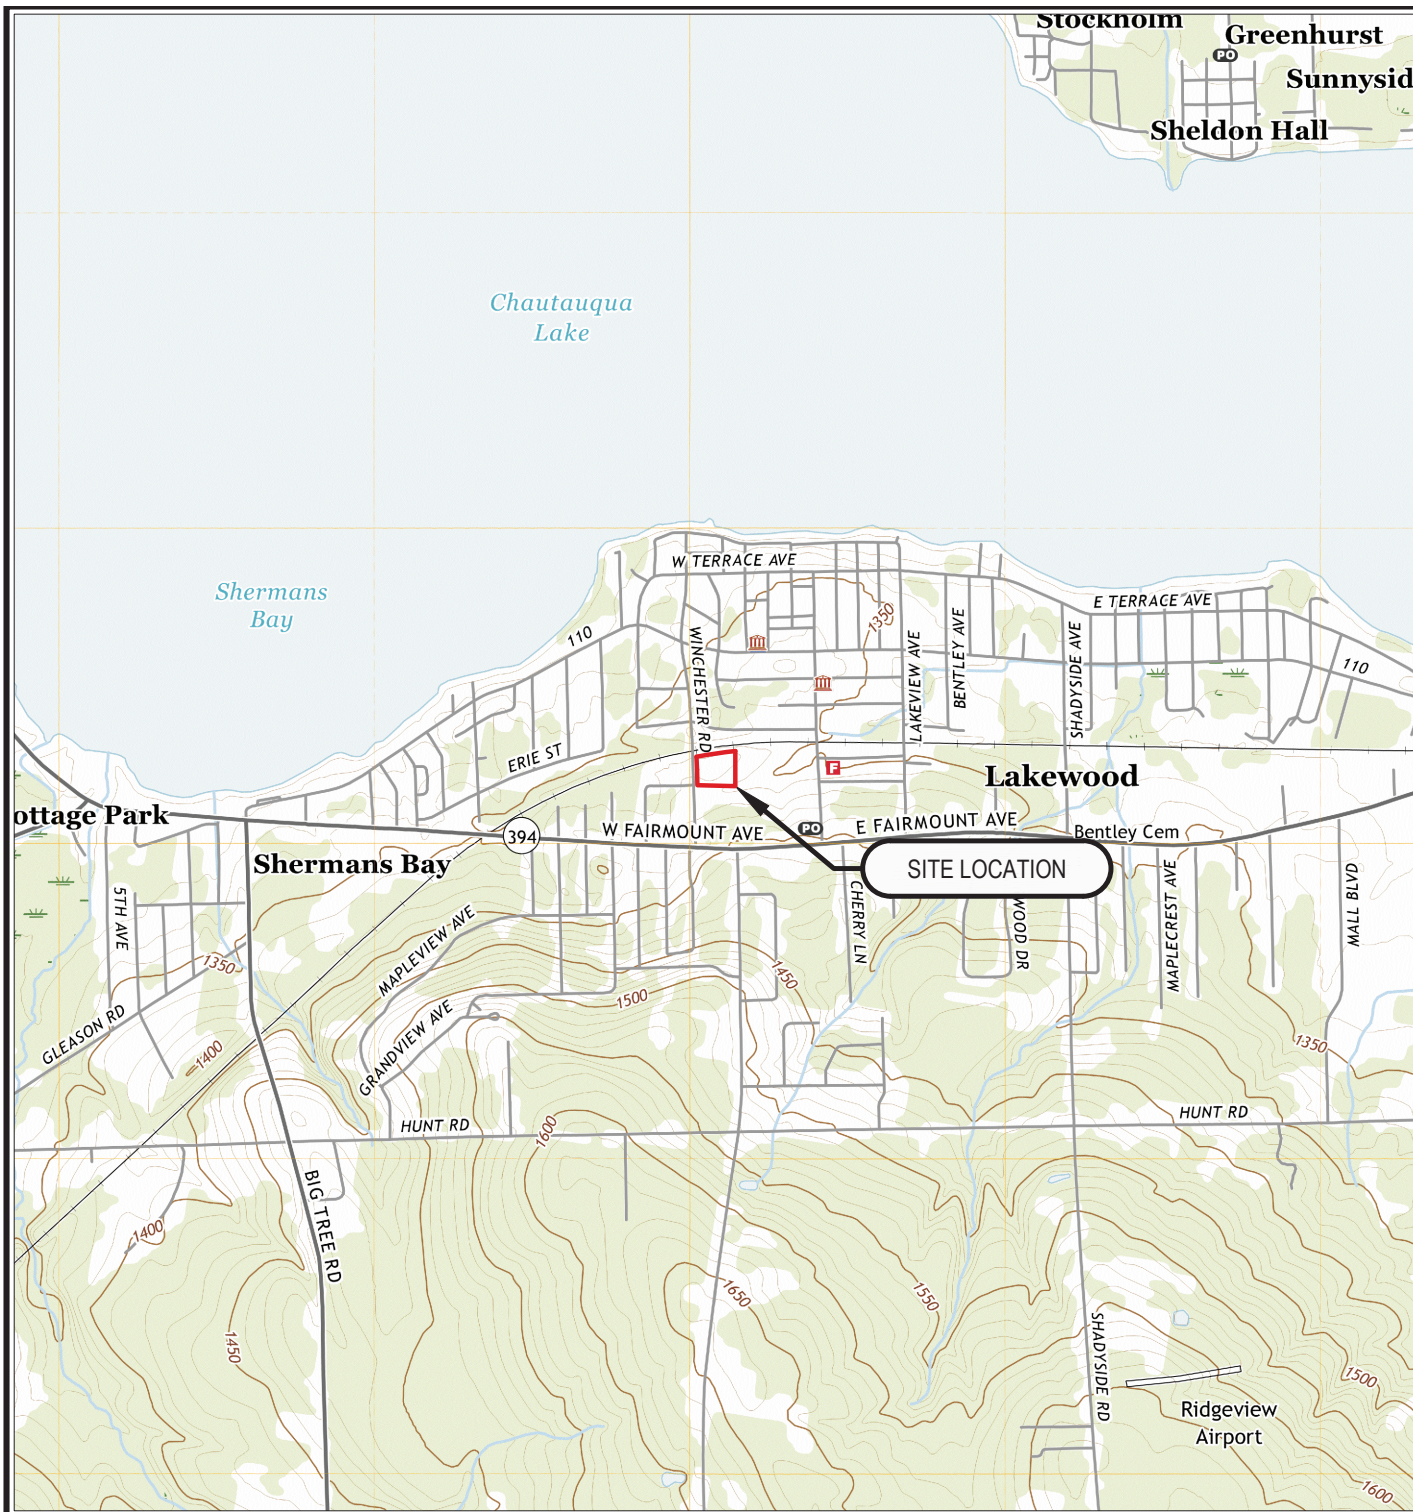 Stockholm
Greenhurst
PO
Sunnysid
Sheldon Hall
Chautauqua
Lake
Shermans
Bay
W TERRACE AVE
E TERRACE AVE
110
1350
WINCHESTER RD
LAKEVIEW AVE
BENTLEY AVE
SHADYSIDE AVE
110
ERIE ST
F
Lakewood
ottage Park
394
W FAIRMOUNT AVE
PO
E FAIRMOUNT AVE
Bentley Cem
Shermans Bay
SITE LOCATION
5TH AVE
MAPLEVIEW AVE
CHERRY LN
WOOD DR
MAPLECREST AVE
MALL BLVD
1350
1450
1500
GLEASON RD
GRANDVIEW AVE
1400
1350
HUNT RD
1600
HUNT RD
BIG TREE RD
1400
1650
1550
1450
SHADYSIDE RD
1500
Ridgeview
Airport
1600